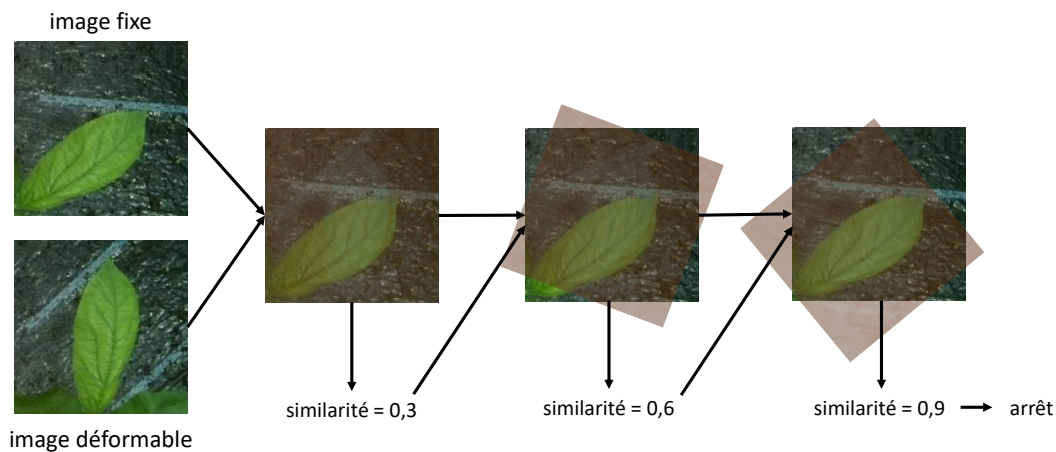 image fixe
image déformable
similarité = 0,3
similarité = 0,6
similarité = 0,9
arrêt